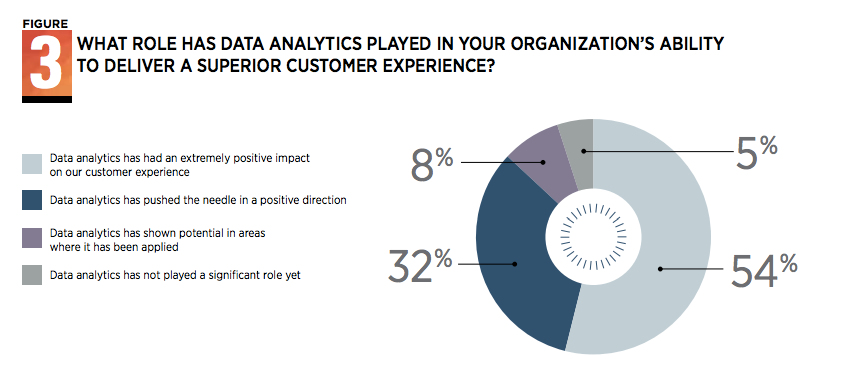 FIGURE
3
WHAT ROLE HAS DATA ANALYTICS PLAYED IN YOUR ORGANIZATION'S ABILITY
TO DELIVER A SUPERIOR CUSTOMER EXPERIENCE?
Data analytics has had an extremely positive impact
on our customer experience
Data analytics has pushed the needle in a positive direction
Data analytics has shown potential in areas
where it has been applied
Data analytics has not played a significant role yet
8%
5%
32%
54%